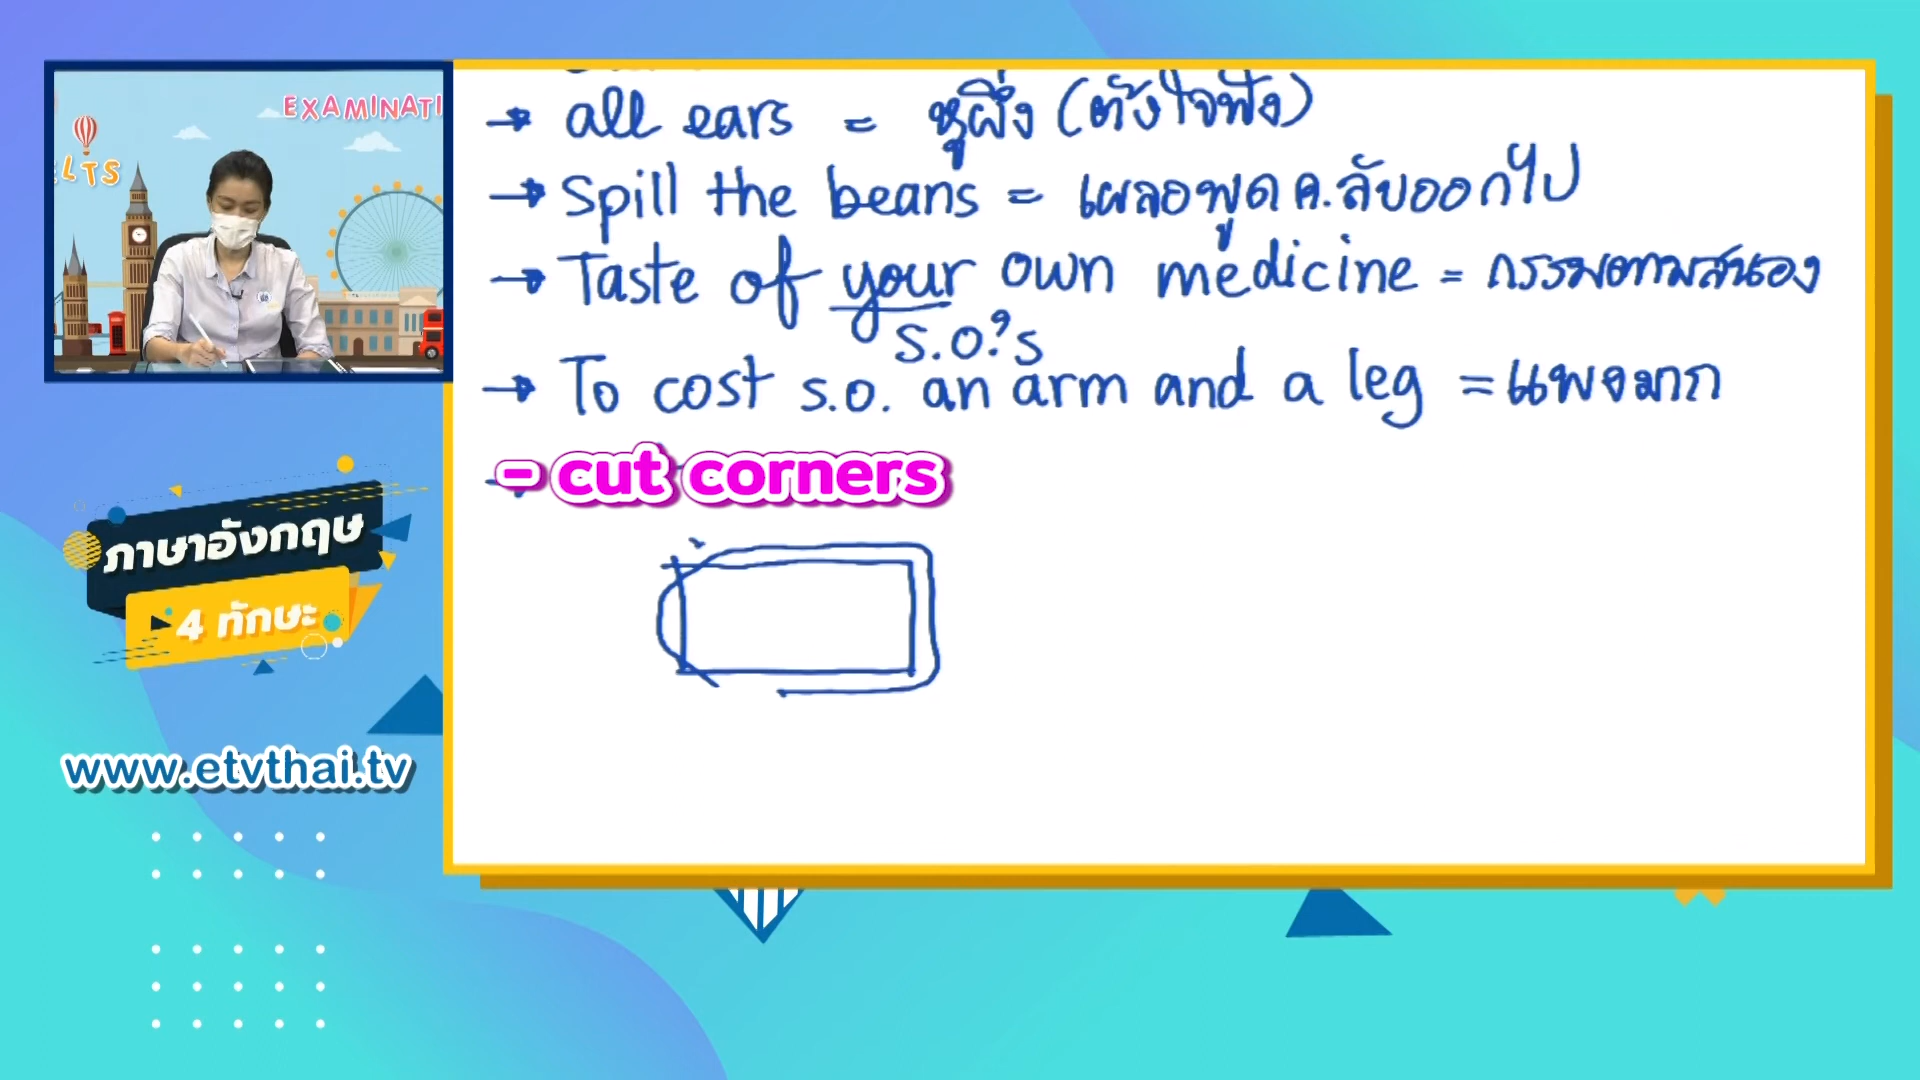 EXAMINATI
ELTS
→ all ears = หูผึ่ง (ตั้งใจฟัง)
→ Spill the beans = เผลอพูด ค.ลับออกไป
→ Taste of your own medicine = กรรมตามสนอง
s.o.'s
→ To cost s.o. an arm and a leg = แพงมาก
- cut corners
ภาษาอังกฤษ
4 ทักษะ
www.etvthai.tv